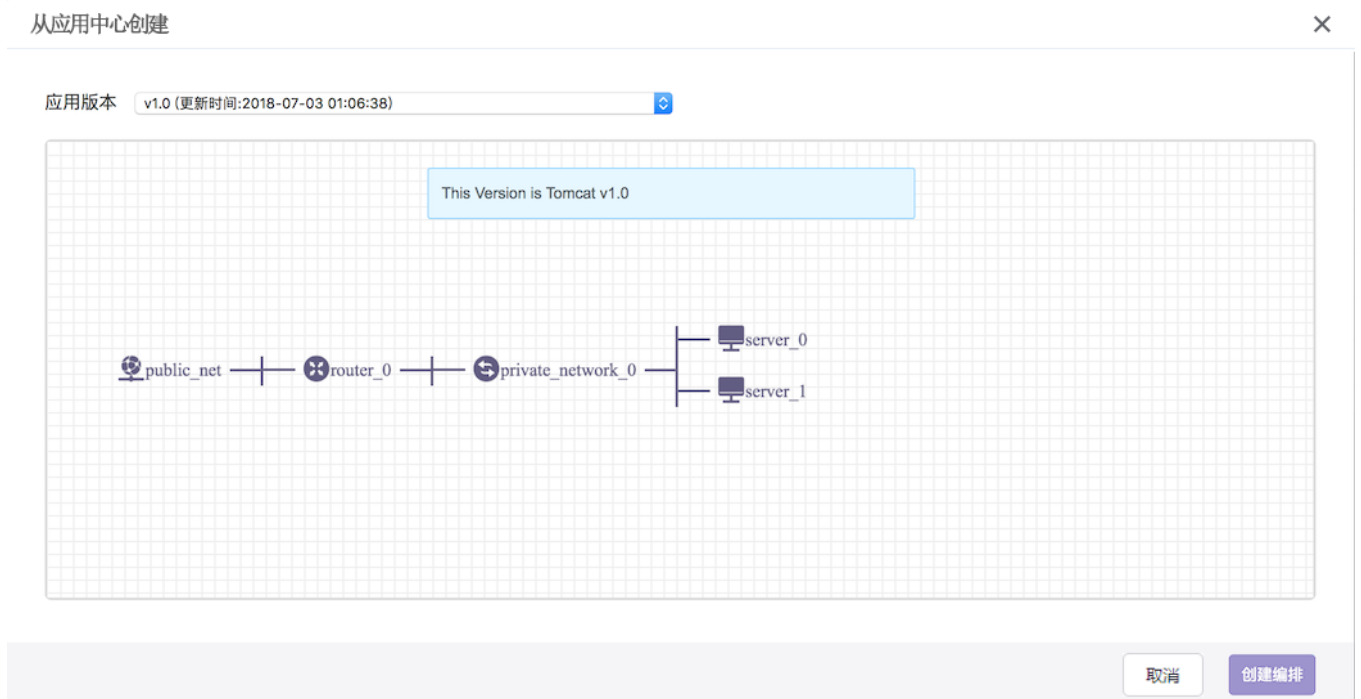 从应用中心创建
应用版本 v1.0 (更新时间:2018-07-03 01:06:38)
This Version is Tomcat v1.0
server_0
public_net router_0 private_network_0
server_1
取消 创建编排